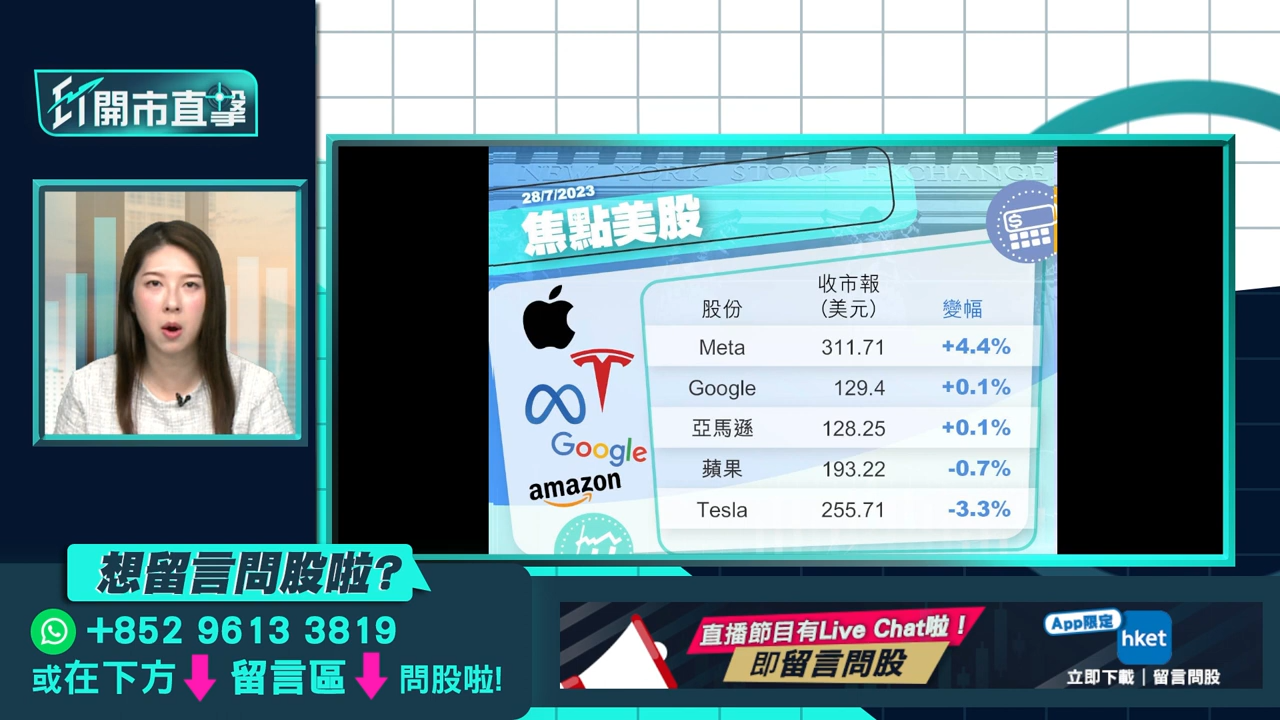 ET開市直擊
NEW YORK STOCK EXCHANGE
28/7/2023
焦點美股
股份 收市報(美元) 變幅
Meta 311.71 +4.4%
Google 129.4 +0.1%
亞馬遜 128.25 +0.1%
蘋果 193.22 -0.7%
Tesla 255.71 -3.3%
Google
amazon
想留言問股啦?
+852 9613 3819
或在下方 留言區 問股啦!
直播節目有Live Chat啦！
即留言問股
App限定
hket
立即下載｜留言問股